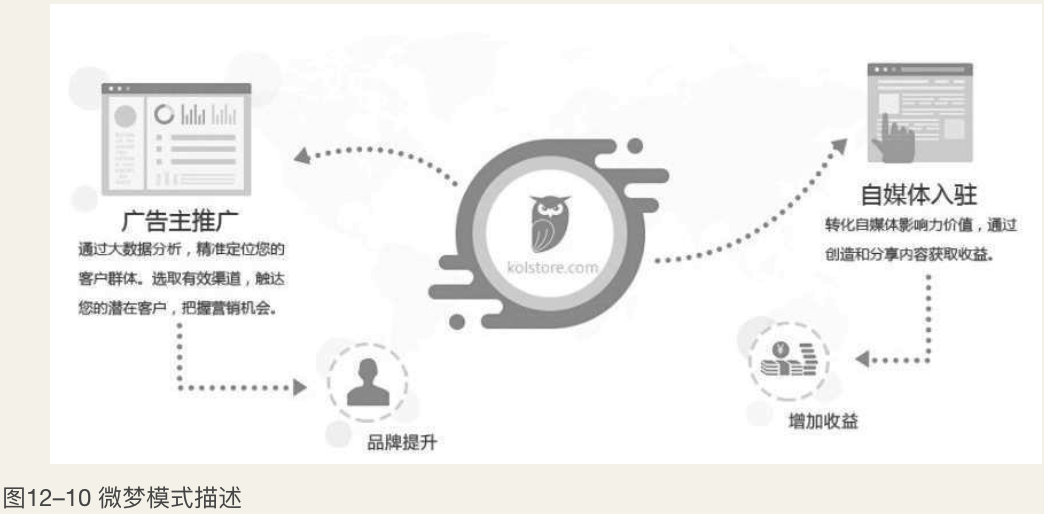 广告主推广
通过大数据分析，精准定位您的
客户群体。选取有效渠道，触达
您的潜在客户，把握营销机会。
品牌提升
kolstore.com
自媒体入驻
转化自媒体影响力价值，通过
创造和分享内容获取收益。
¥
增加收益
图12-10 微梦模式描述